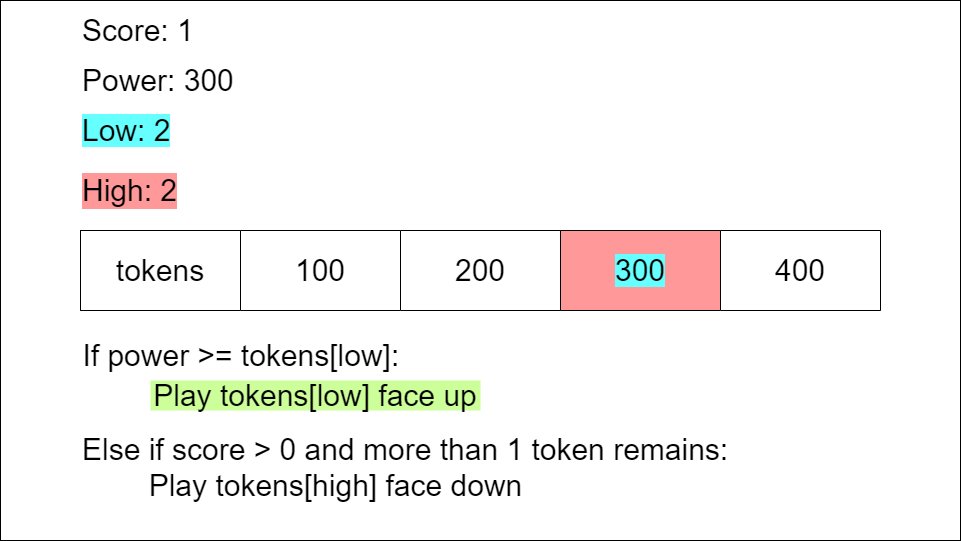 Score: 1
Power: 300
Low: 2
High: 2
tokens 100 200 300 400
If power >= tokens[low]:
Play tokens[low] face up
Else if score > 0 and more than 1 token remains:
Play tokens[high] face down